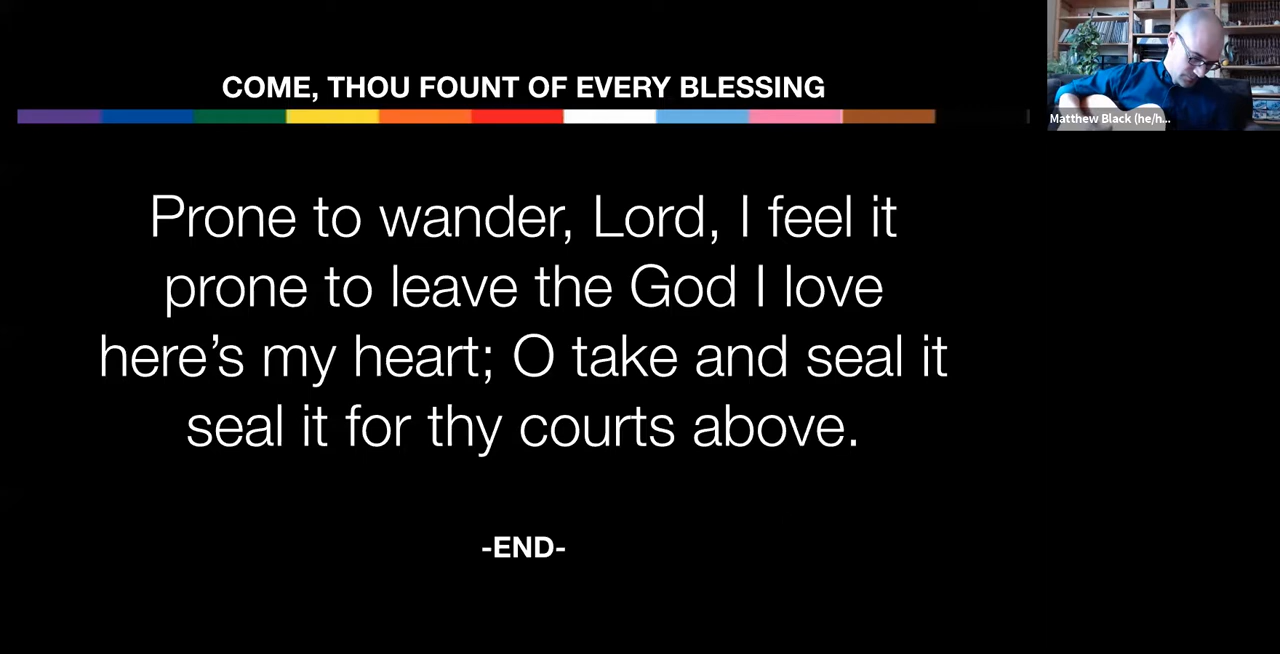 COME, THOU FOUNT OF EVERY BLESSING
Matthew Black (he/h...
Prone to wander, Lord, I feel it
prone to leave the God I love
here’s my heart; O take and seal it
seal it for thy courts above.
-END-